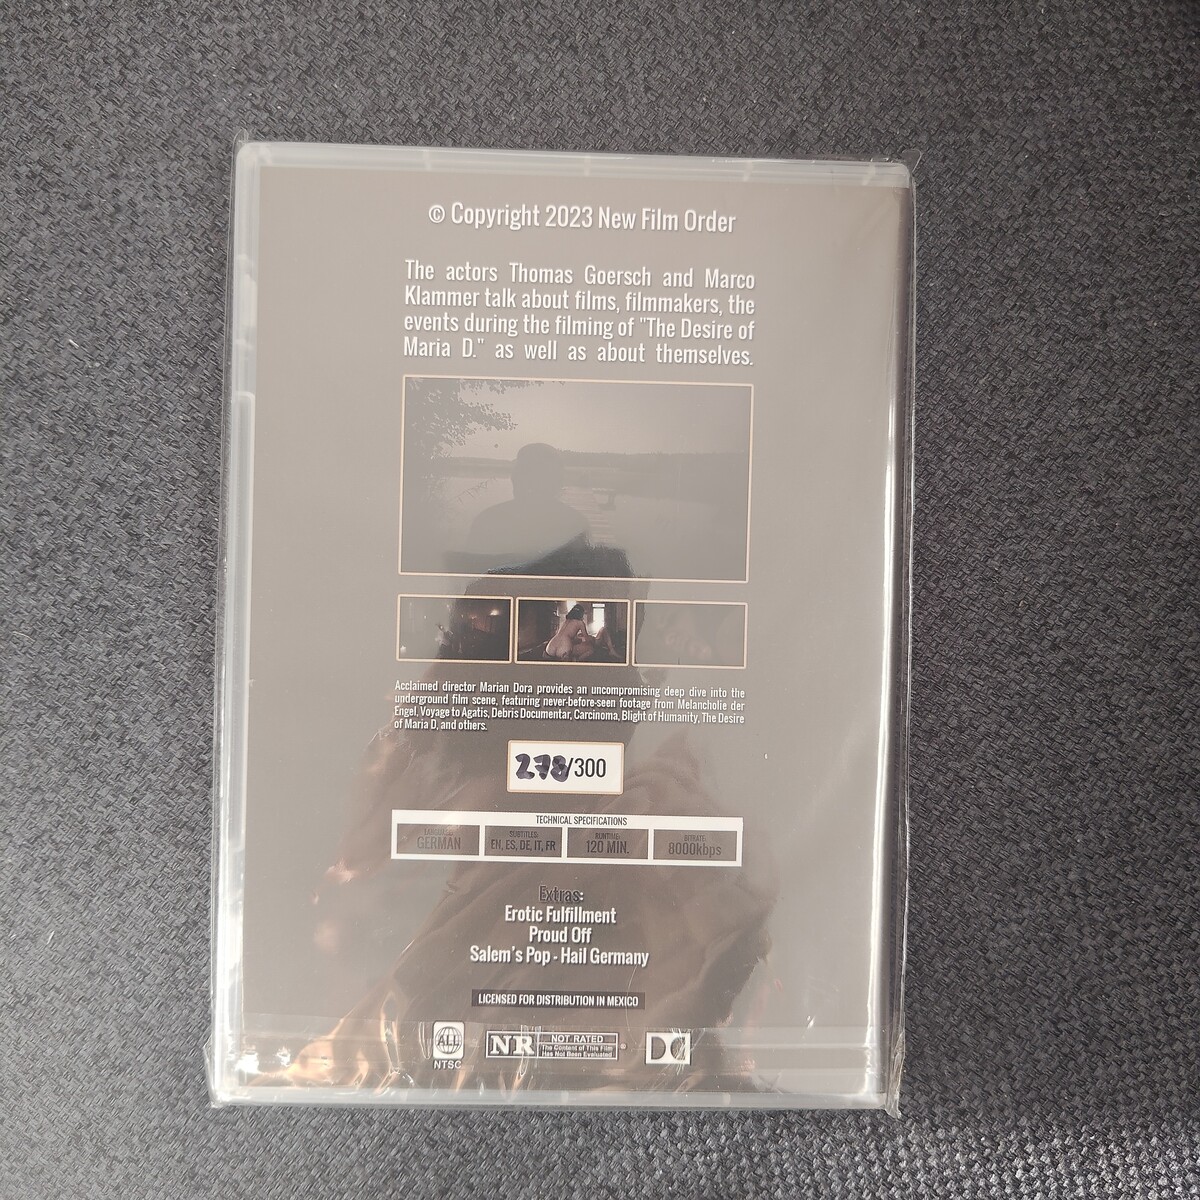 © Copyright 2023 New Film Order
The actors Thomas Goersch and Marco
Klammer talk about films, filmmakers, the
events during the filming of "The Desire of
Maria D." as well as about themselves.
Acclaimed director Marian Dora provides an uncompromising deep dive into the
underground film scene, featuring never-before-seen footage from Melancholie der
Engel, Voyage to Agatis, Debris Documentar, Carcinoma, Blight of Humanity, The Desire
of Maria D, and others.
278/300
TECHNICAL SPECIFICATIONS
LANGUAGE: SUBTITLES: RUNTIME: BITRATE:
GERMAN EN, ES, DE, IT, FR 120 MIN. 8000kbps
Extras:
Erotic Fulfillment
Proud Off
Salem's Pop - Hail Germany
LICENSED FOR DISTRIBUTION IN MEXICO
ALL
NTSC
NR NOT RATED
The Content of This Film
Has Not Been Evaluated